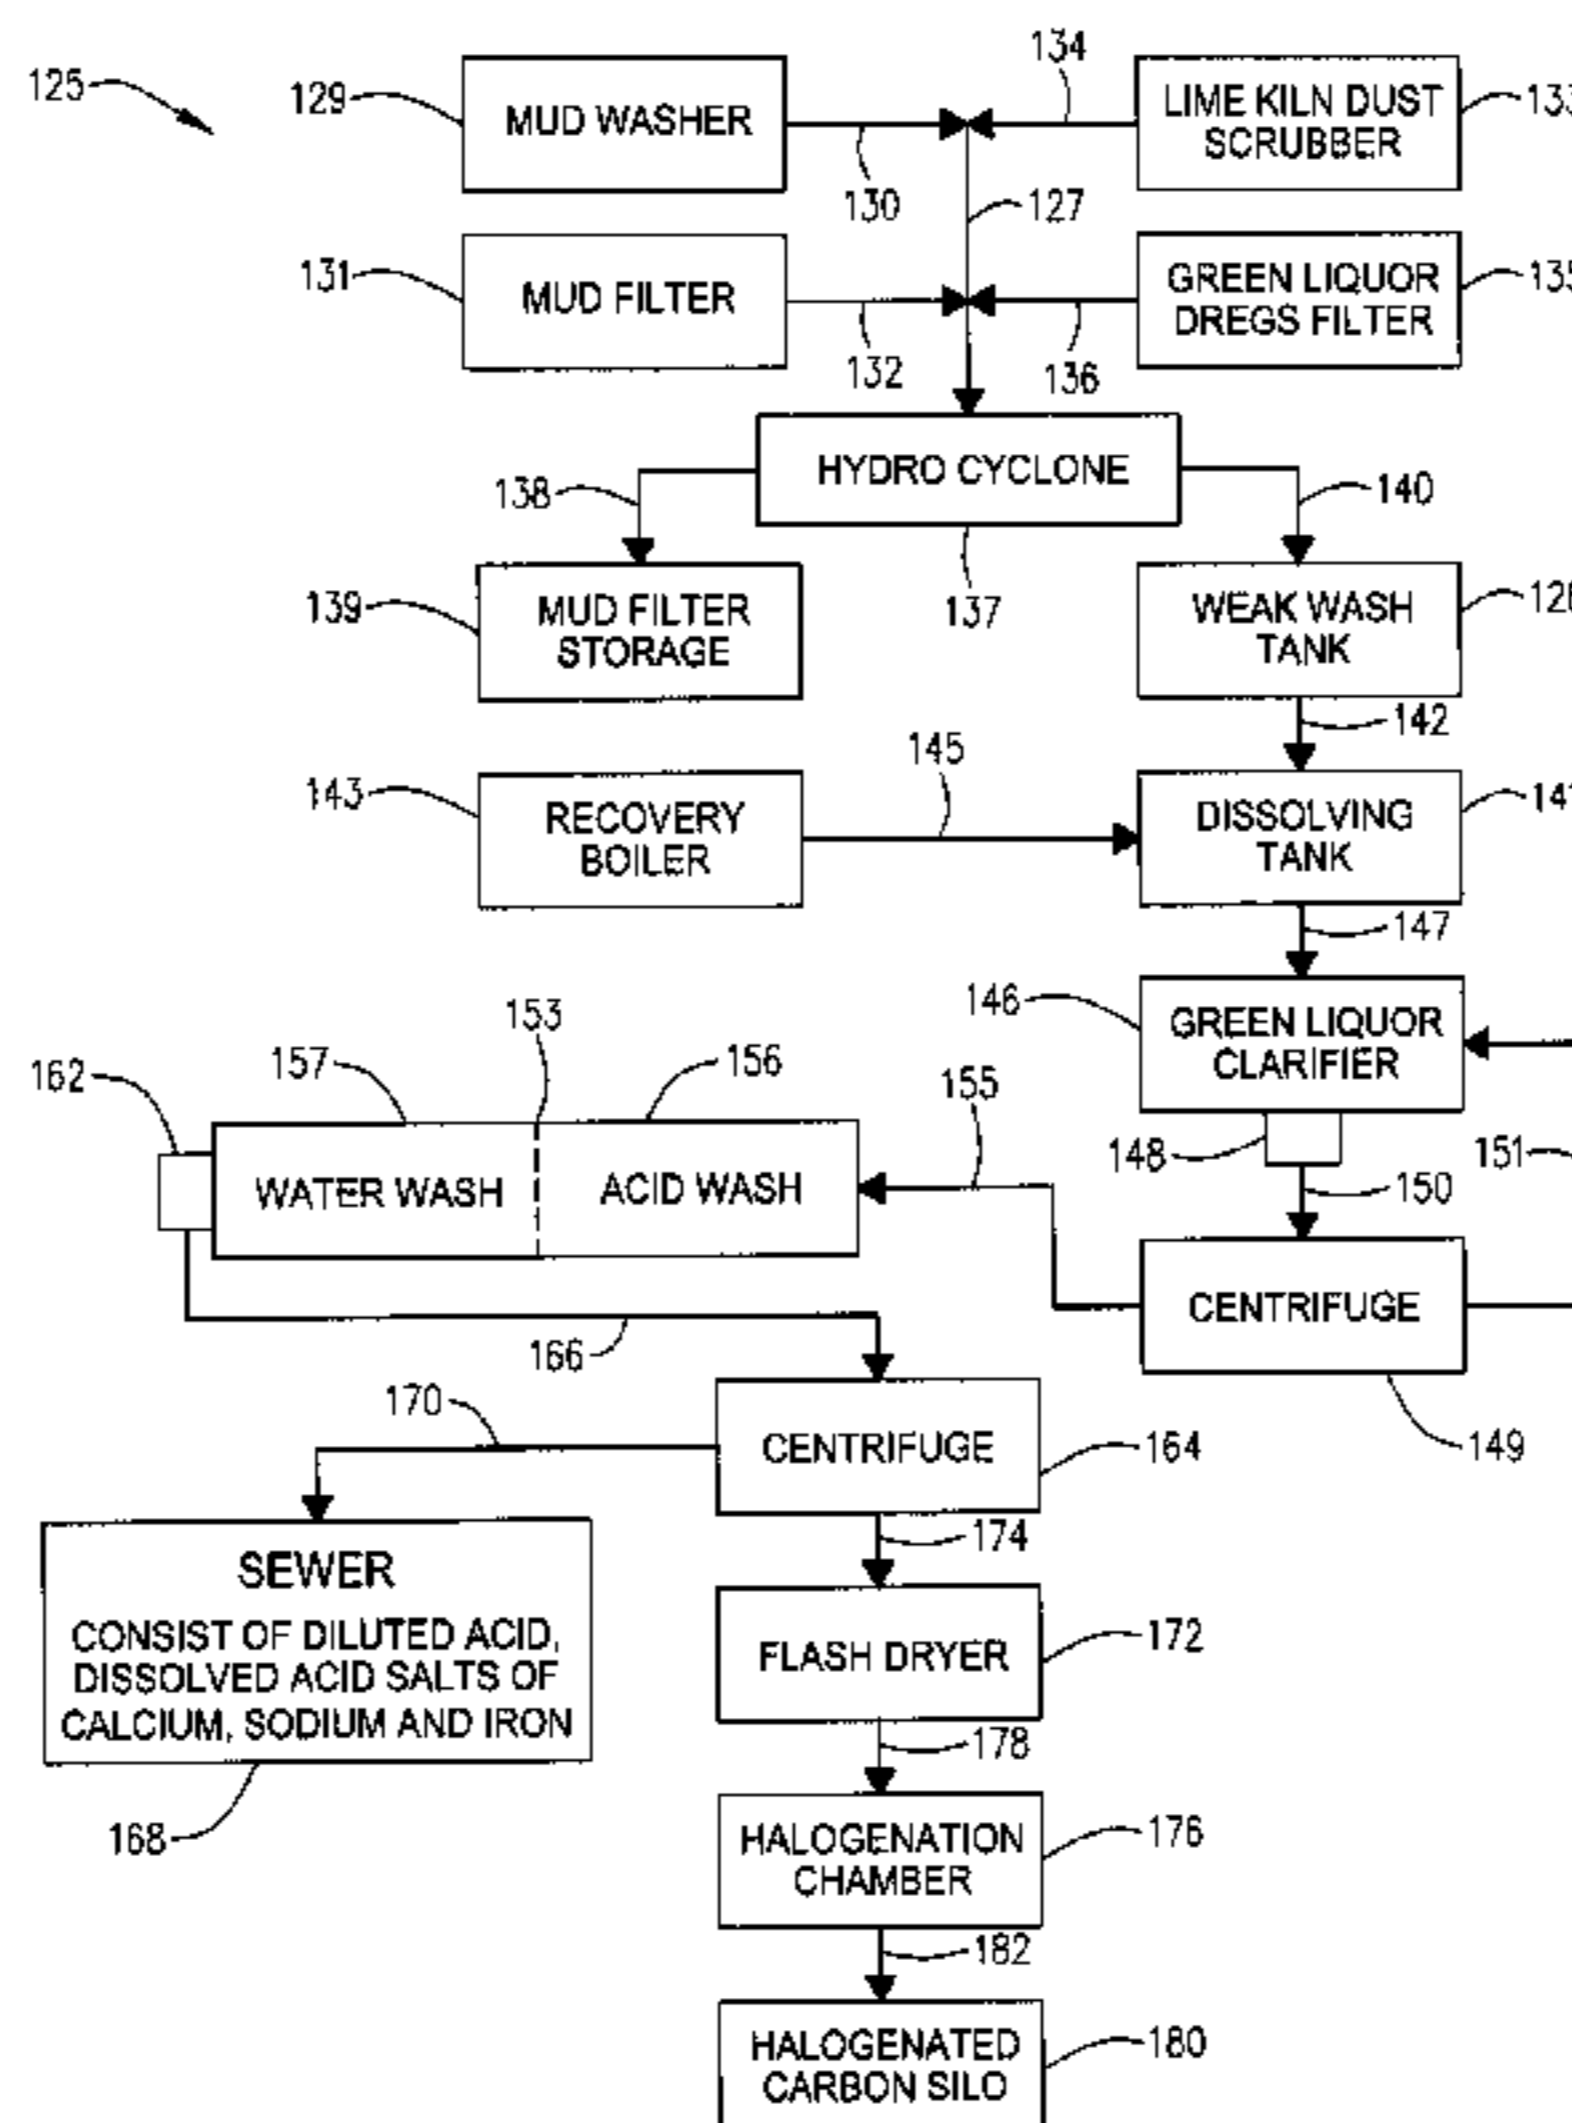 125
129
MUD WASHER
130
134
LIME KILN DUST
SCRUBBER
133
127
131
MUD FILTER
132
136
GREEN LIQUOR
DREGS FILTER
135
HYDRO CYCLONE
137
138
140
139
MUD FILTER
STORAGE
WEAK WASH
TANK
142
143
RECOVERY
BOILER
145
DISSOLVING
TANK
141
147
146
GREEN LIQUOR
CLARIFIER
148
150
151
162
157
153
156
155
WATER WASH
ACID WASH
CENTRIFUGE
149
166
170
CENTRIFUGE
164
174
SEWER
CONSIST OF DILUTED ACID,
DISSOLVED ACID SALTS OF
CALCIUM, SODIUM AND IRON
168
FLASH DRYER
172
178
HALOGENATION
CHAMBER
176
182
HALOGENATED
CARBON SILO
180